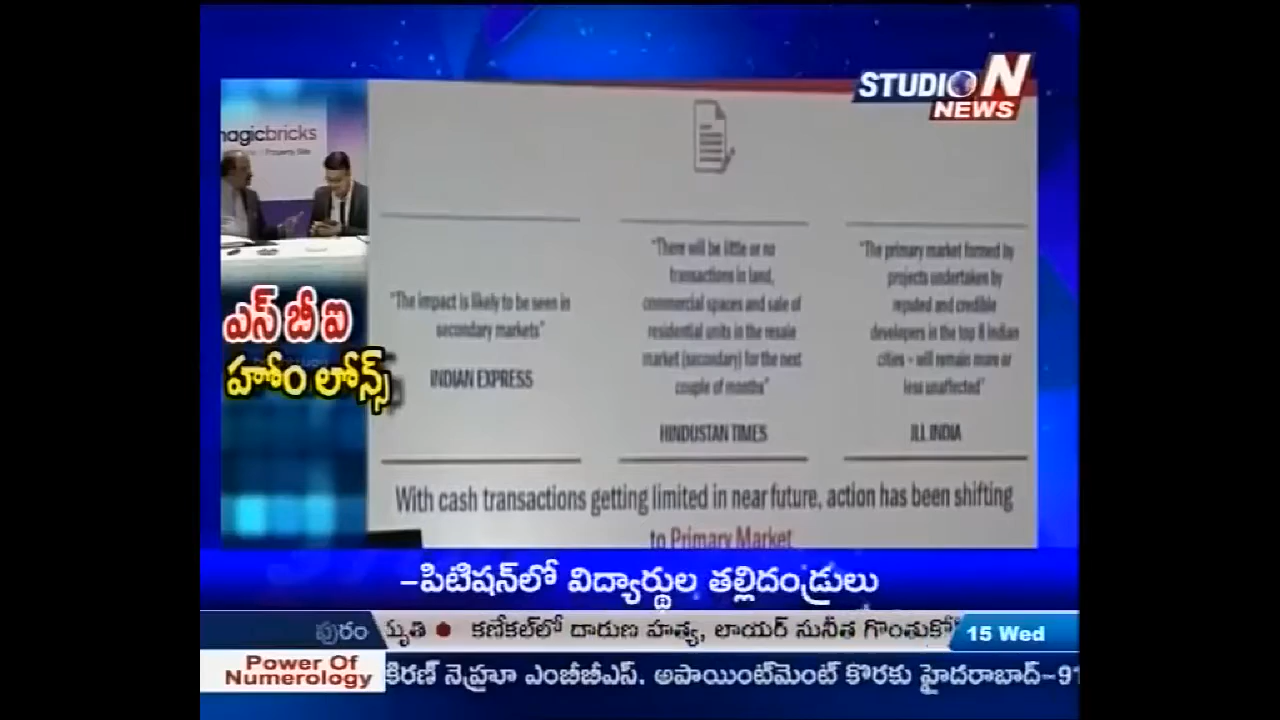 STUDIO N
NEWS
magicbricks
Property Site
"The impact is likely to be seen in
secondary markets"
INDIAN EXPRESS
"There will be little or no
transactions in land,
commercial spaces and sale of
residential units in the resale
market (secondary) for the next
couple of months"
HINDUSTAN TIMES
"The primary market formed by
projects undertaken by
reputed and credible
developers in the top 8 Indian
cities - will remain more or
less unaffected"
JLL INDIA
ఎస్ బీ ఐ
హోం లోన్స్
With cash transactions getting limited in near future, action has been shifting
to Primary Market
-పిటిషన్‌లో విద్యార్థుల తల్లిదండ్రులు
పురం మృతి ● కణేకల్‌లో దారుణ హత్య, లాయర్ సునీత గొంతుకో 15 Wed
Power Of
Numerology
కిరణ్ నెహ్రూ ఎంబీబీఎస్. అపాయింట్‌మెంట్ కొరకు హైదరాబాద్-91